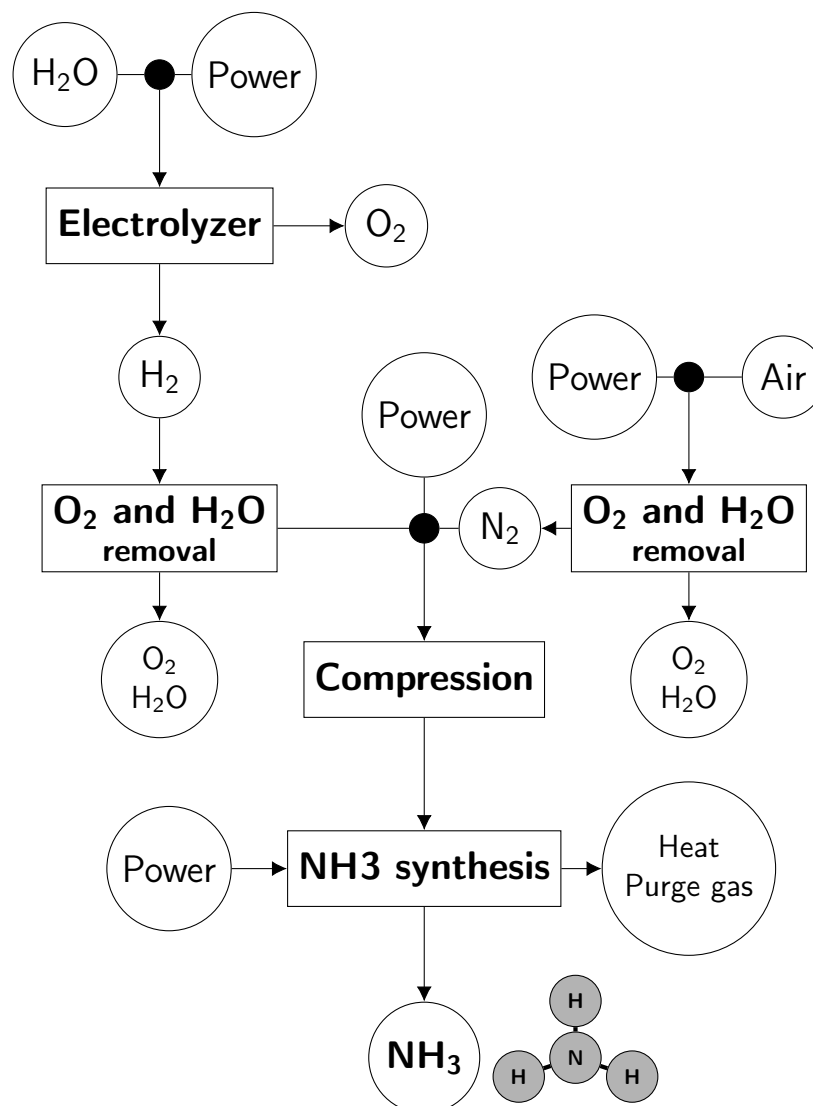 H₂O
Power
Electrolyzer
O₂
H₂
Power
Power
Air
O₂ and H₂O
removal
N₂
O₂ and H₂O
removal
O₂
H₂O
Compression
O₂
H₂O
Power
NH3 synthesis
Heat
Purge gas
NH₃
H
N
H
H